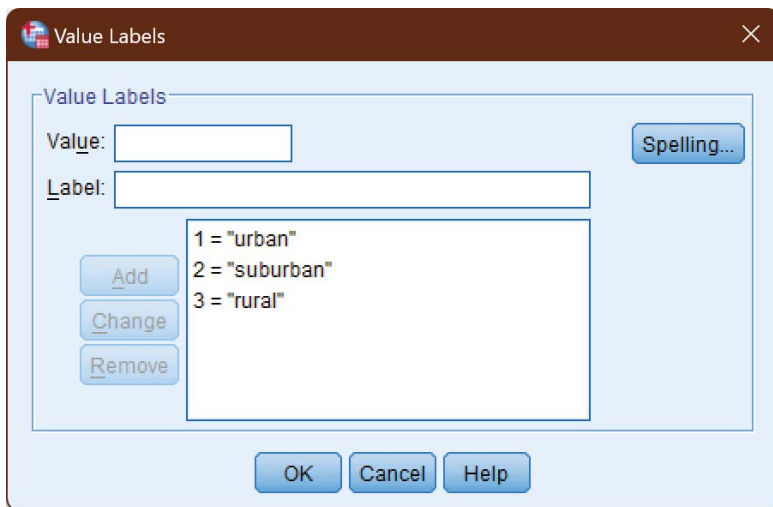 Value Labels
Value Labels
Value:
Spelling...
Label:
1 = "urban"
2 = "suburban"
3 = "rural"
Add
Change
Remove
OK Cancel Help